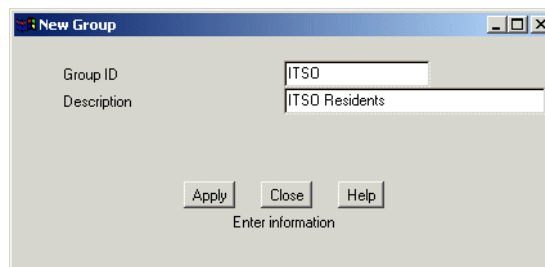 New Group
Group ID ITSO
Description ITSO Residents
Apply Close Help
Enter information